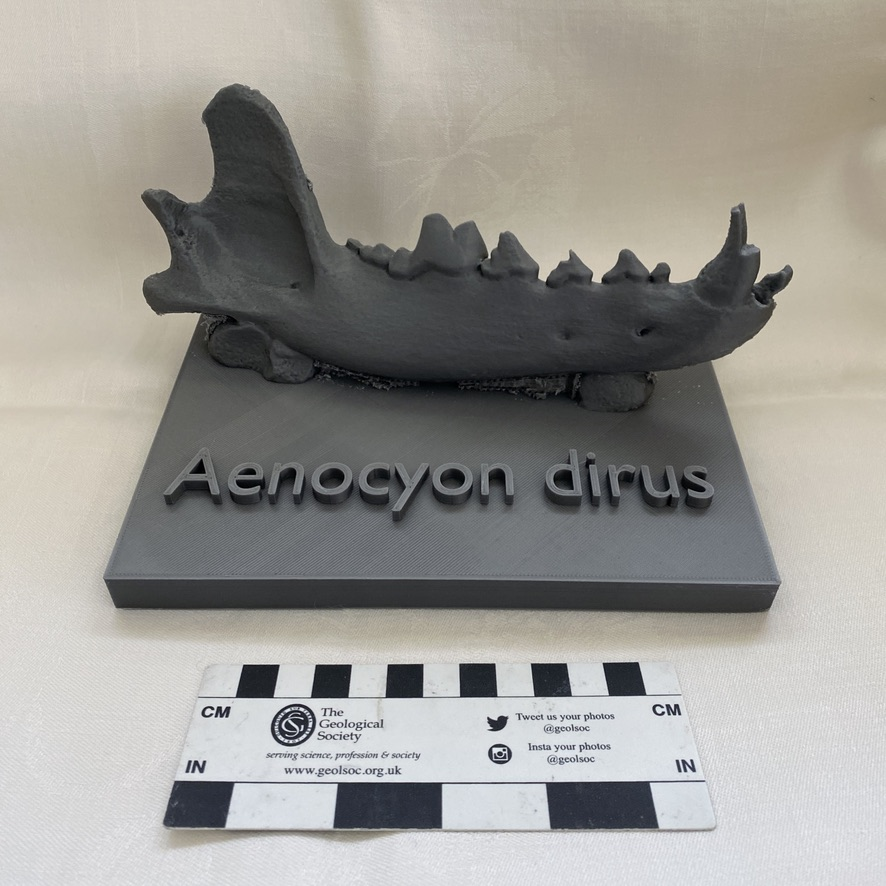 Aenocyon dirus
CM
The
Geological
Society
serving science, profession & society
www.geolsoc.org.uk
Tweet us your photos
@geolsoc
Insta your photos
@geolsoc
CM
IN
IN